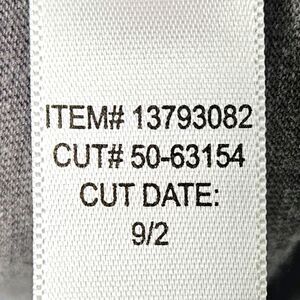 ITEM# 13793082
CUT# 50-63154
CUT DATE:
9/2